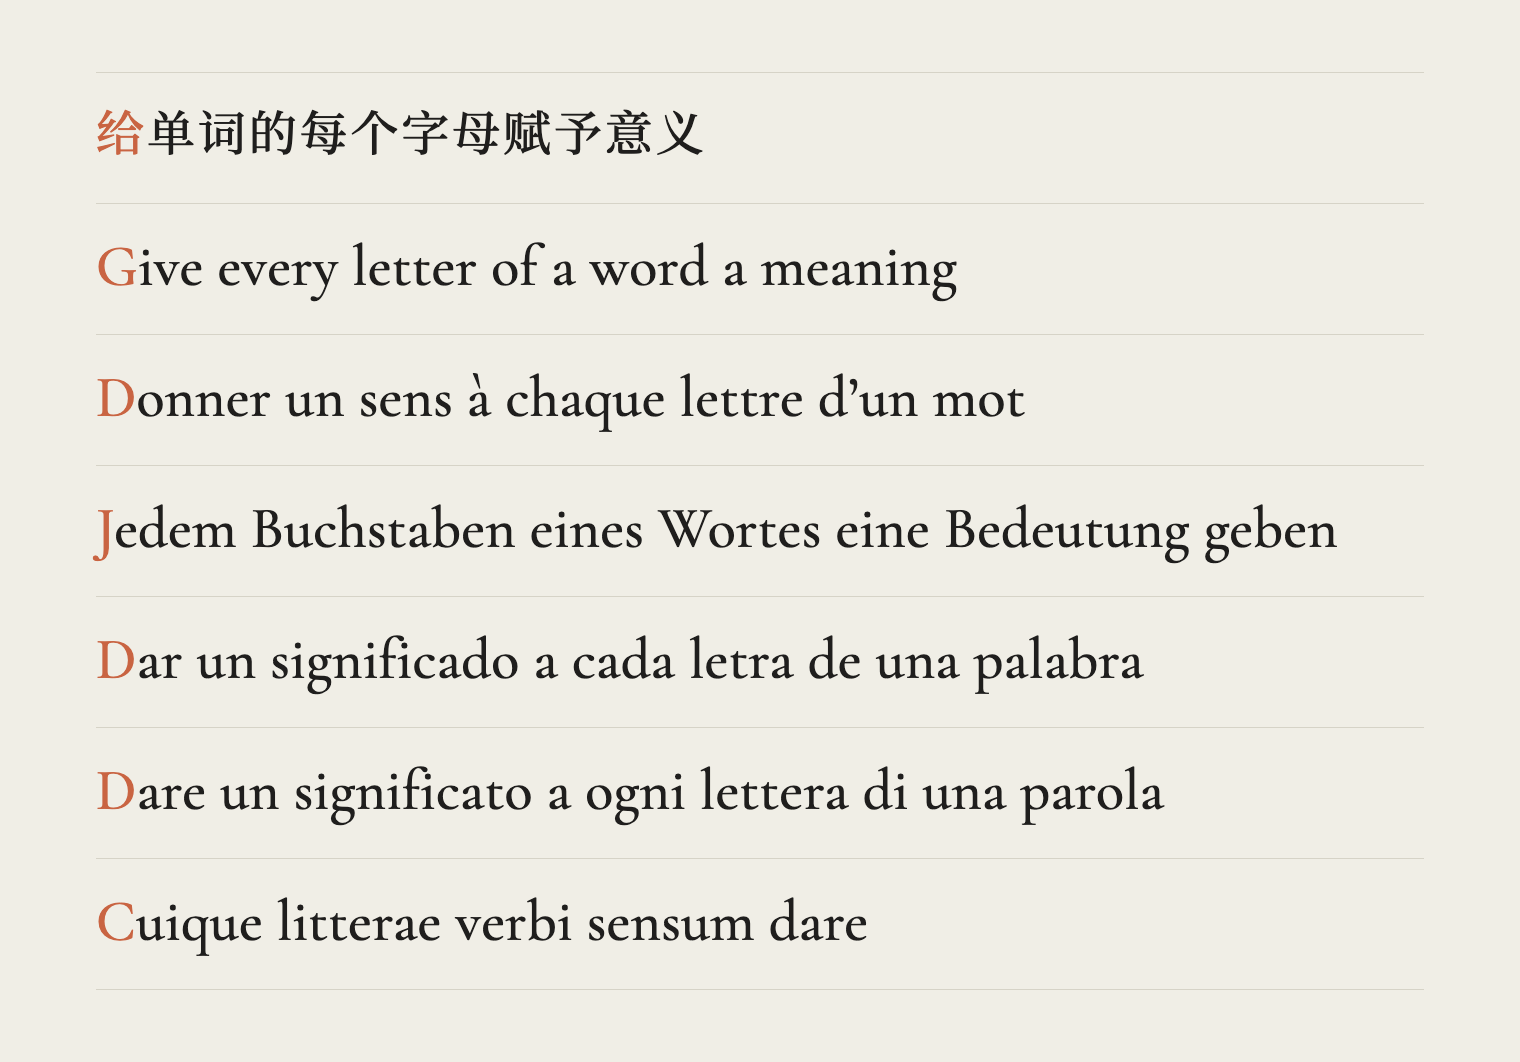 给单词的每个字母赋予意义
Give every letter of a word a meaning
Donner un sens à chaque lettre d’un mot
Jedem Buchstaben eines Wortes eine Bedeutung geben
Dar un significado a cada letra de una palabra
Dare un significato a ogni lettera di una parola
Cuique litterae verbi sensum dare